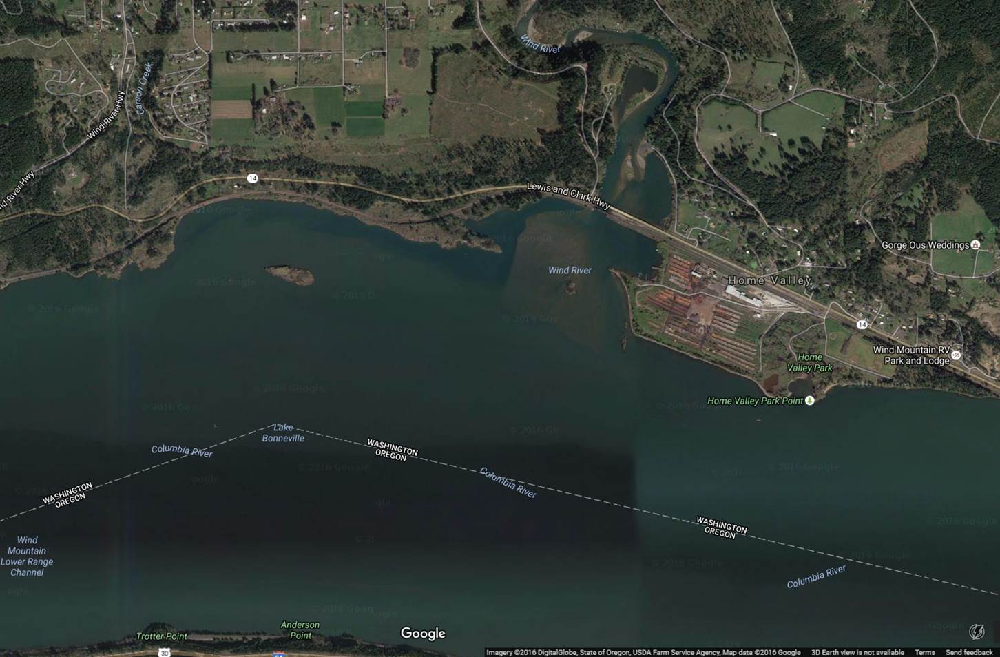 Wind River
Carson Creek
Wind River Hwy
River Hwy
14
Lewis and Clark Hwy
Gorge Ous Weddings
Wind River
Home Valley
14
Wind Mountain RV
Park and Lodge
Home
Valley Park
Home Valley Park Point
Lake
Bonneville
Columbia River
WASHINGTON
OREGON
Columbia River
WASHINGTON
OREGON
WASHINGTON
OREGON
Wind
Mountain
Lower Range
Channel
Columbia River
Trotter Point
Anderson
Point
30
Google
Imagery ©2016 DigitalGlobe, State of Oregon, USDA Farm Service Agency, Map data ©2016 Google 3D Earth view is not available Terms Send feedback